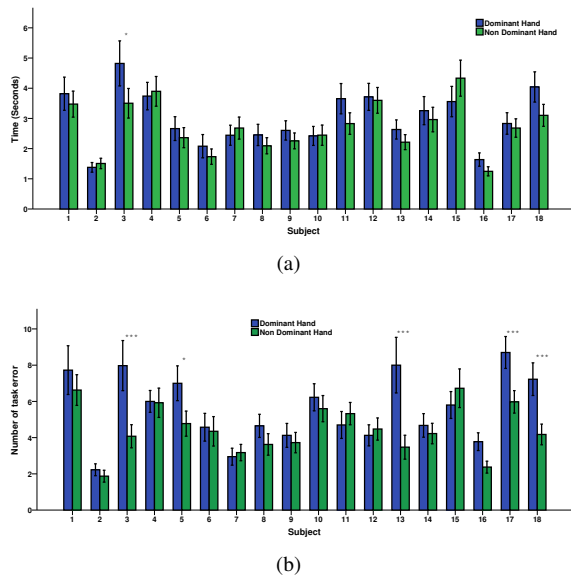 Dominant Hand
Non Dominant Hand
Time (Seconds)
6
5
4
3
2
1
0
*
1 2 3 4 5 6 7 8 9 10 11 12 13 14 15 16 17 18
Subject
(a)
Dominant Hand
Non Dominant Hand
Number of task error
10
8
6
4
2
0
*** * *** *** ***
1 2 3 4 5 6 7 8 9 10 11 12 13 14 15 16 17 18
Subject
(b)